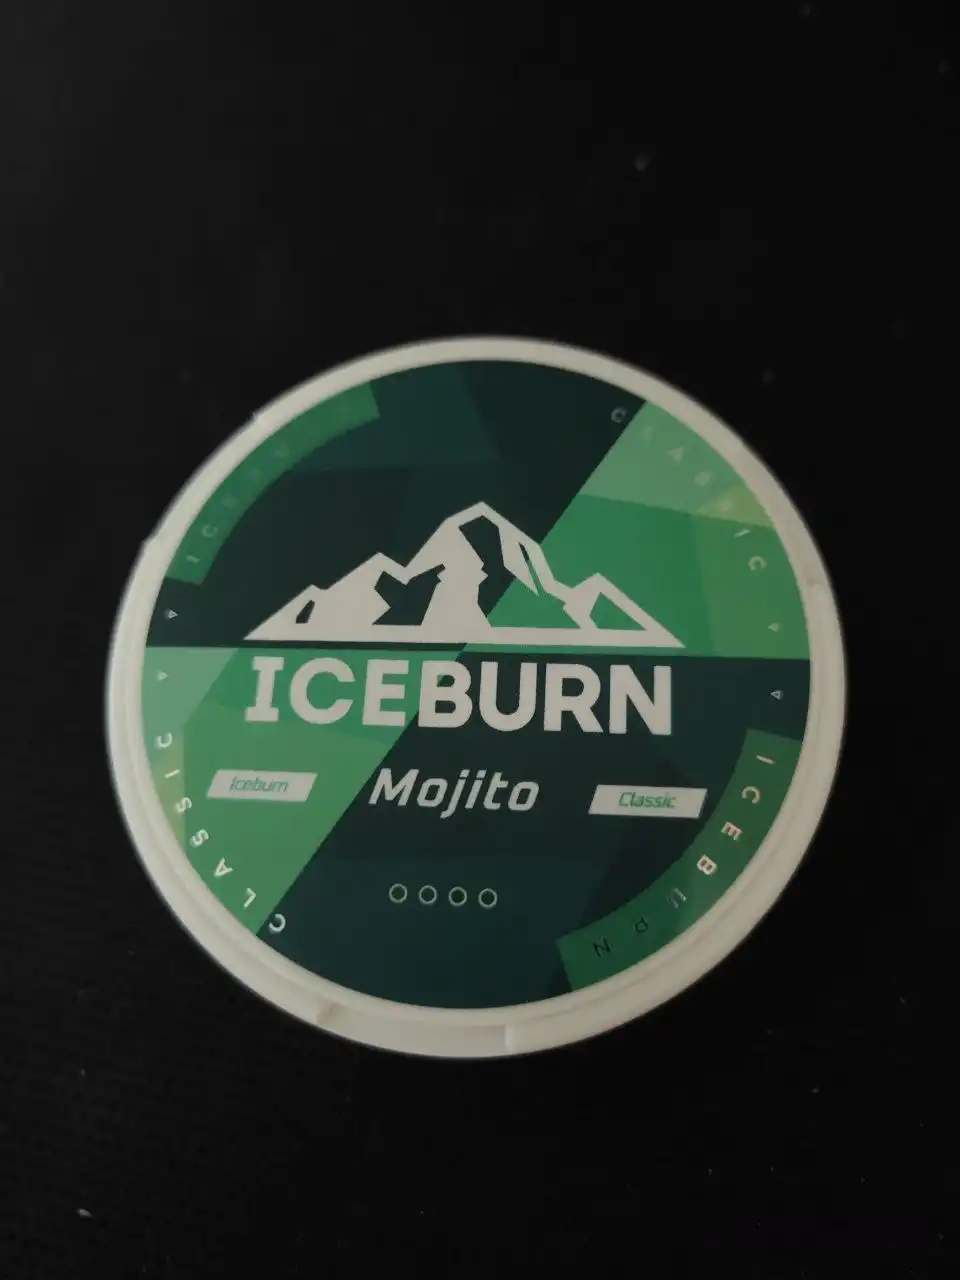 ICEBURN
CLASSIC
ICEBURN
Iceburn
Mojito
Classic
CLASSIC
ICEBURN